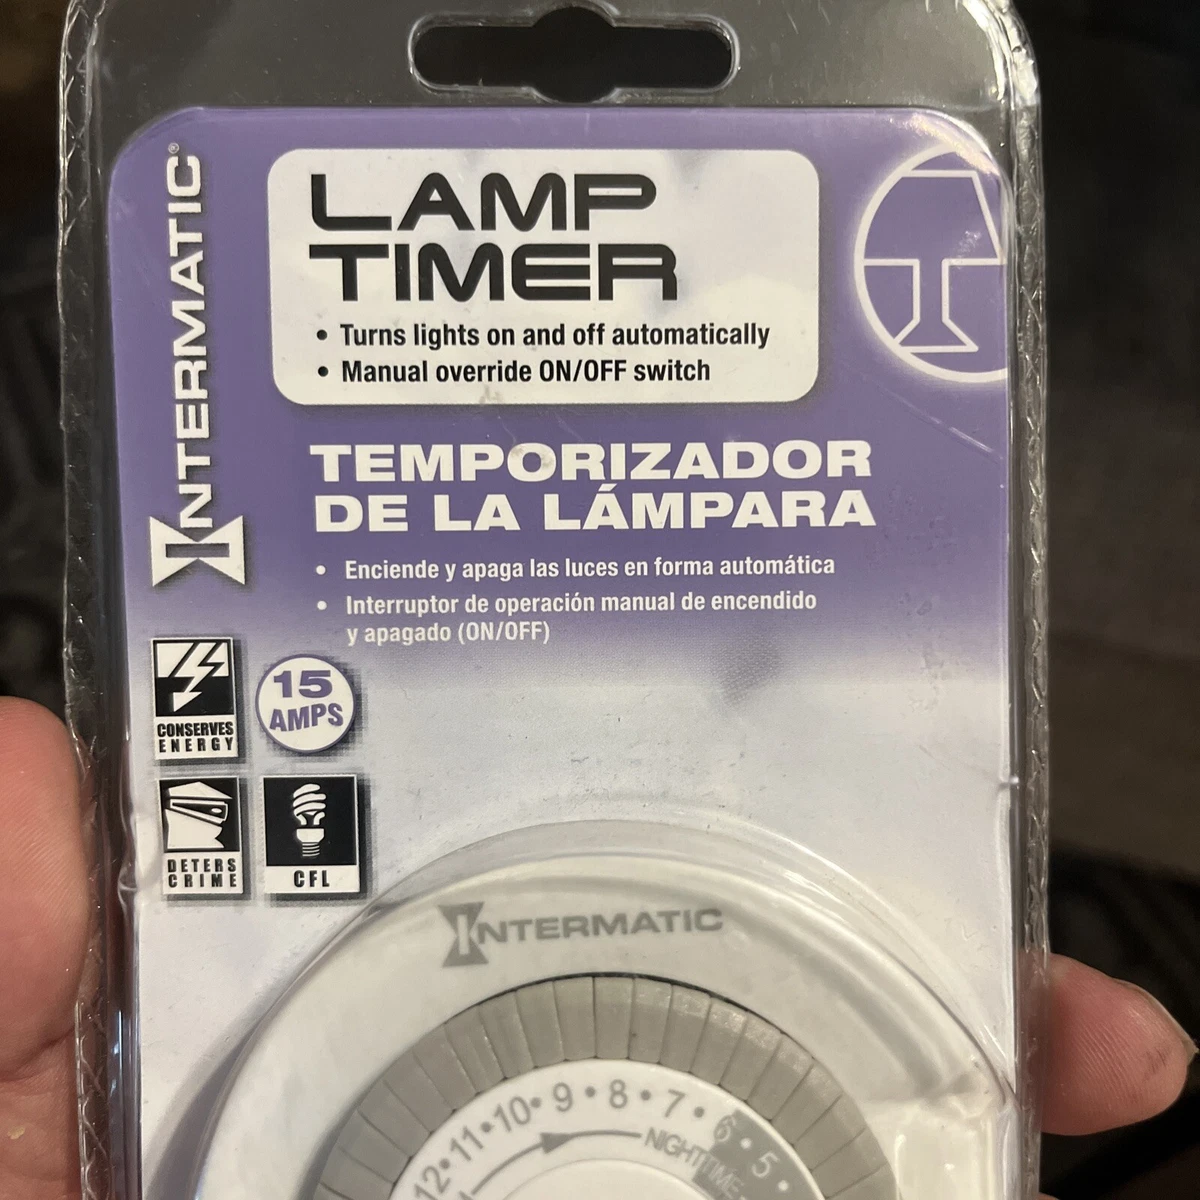 INTERMATIC®
LAMP
TIMER
• Turns lights on and off automatically
• Manual override ON/OFF switch
TEMPORIZADOR
DE LA LÁMPARA
• Enciende y apaga las luces en forma automática
• Interruptor de operación manual de encendido
y apagado (ON/OFF)
CONSERVES
ENERGY
15
AMPS
DETERS
CRIME
CFL
INTERMATIC
12 • 11 • 10 • 9 • 8 • 7 • 6 • 5 •
NIGHTTIME